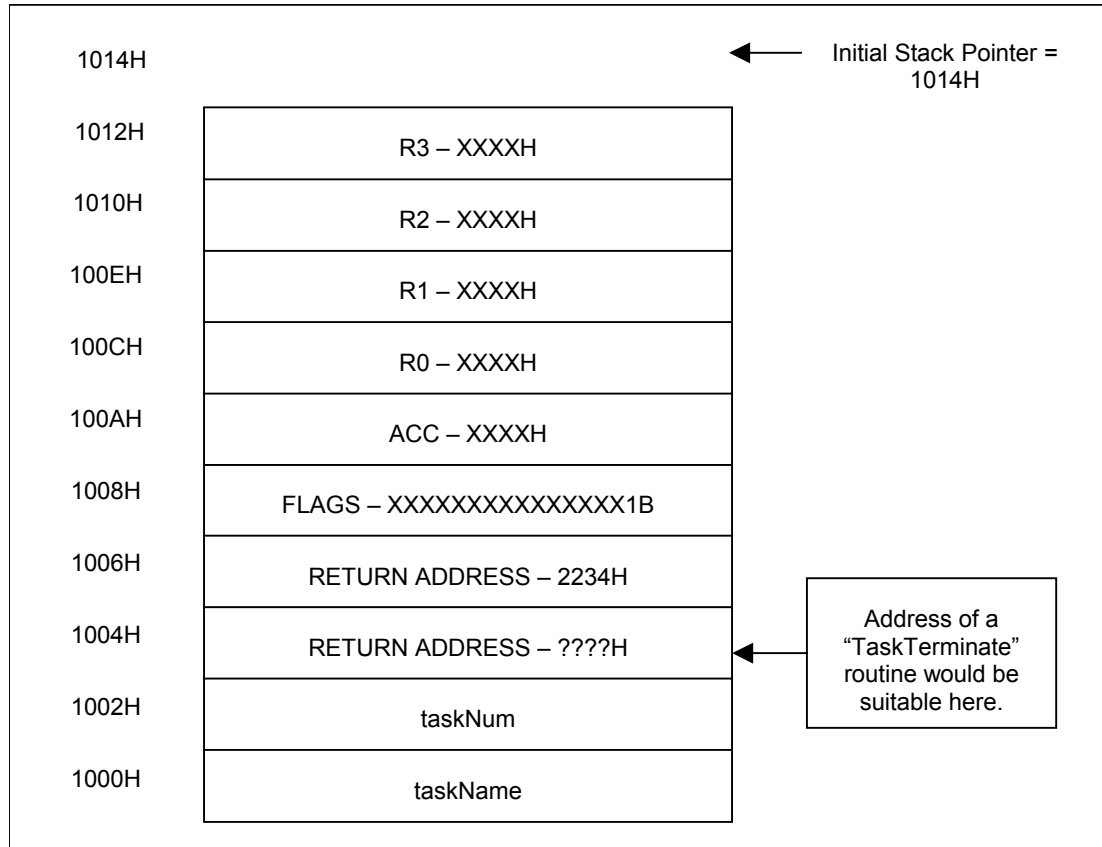 1014H
Initial Stack Pointer =
1014H
1012H
R3 – XXXXH
1010H
R2 – XXXXH
100EH
R1 – XXXXH
100CH
R0 – XXXXH
100AH
ACC – XXXXH
1008H
FLAGS – XXXXXXXXXXXXXXX1B
1006H
RETURN ADDRESS – 2234H
1004H
RETURN ADDRESS – ????H
Address of a
“TaskTerminate”
routine would be
suitable here.
1002H
taskNum
1000H
taskName